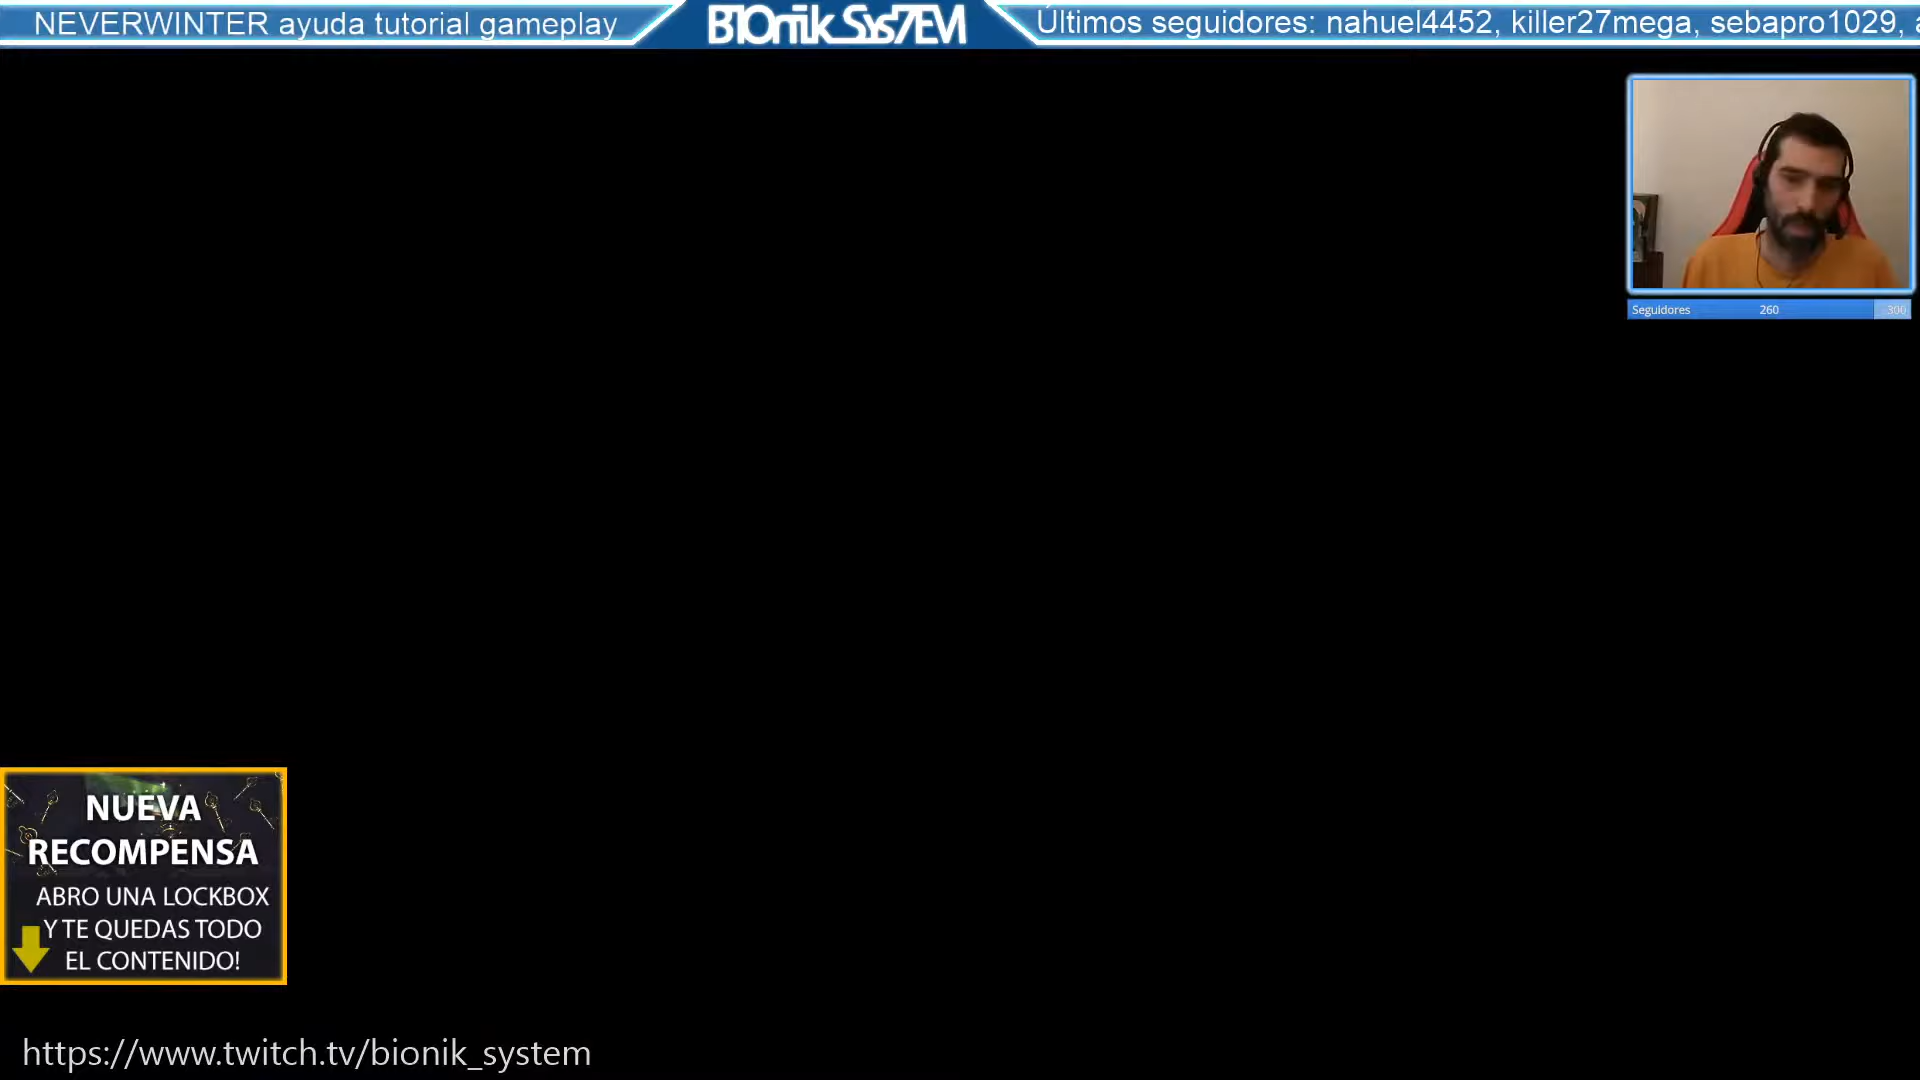 NEVERWINTER ayuda tutorial gameplay
BIOnik SYS7EM
Últimos seguidores: nahuel4452, killer27mega, sebapro1029,
Seguidores 260 300
NUEVA
RECOMPENSA
ABRO UNA LOCKBOX
Y TE QUEDAS TODO
EL CONTENIDO!
https://www.twitch.tv/bionik_system